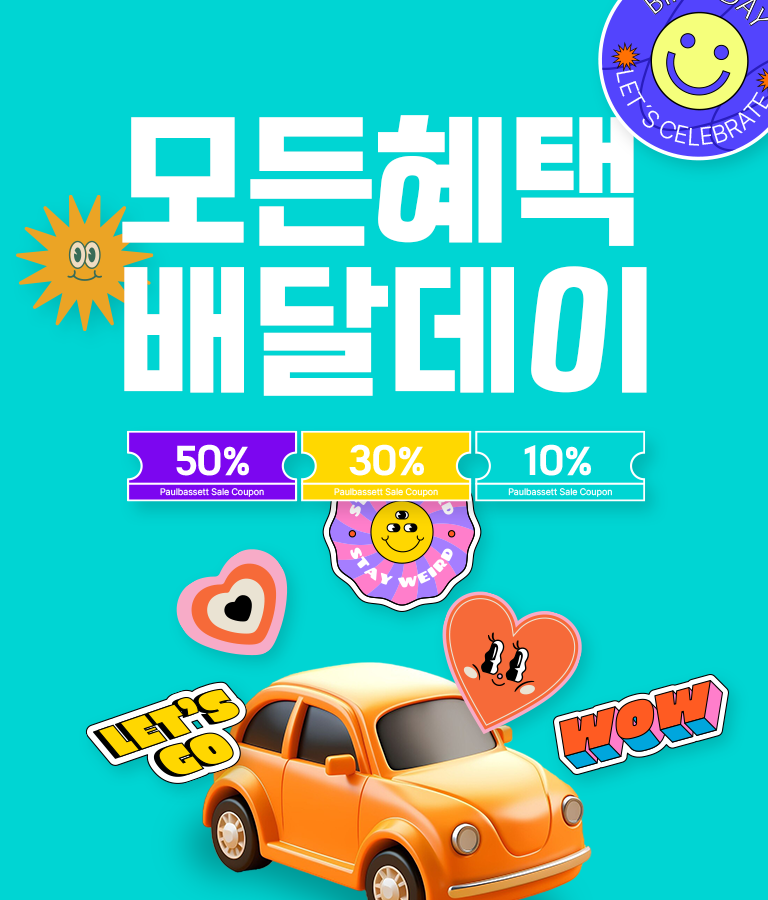 LET'S CELEBRATE
모든혜택
배달데이
50%
30%
10%
Paulbassett Sale Coupon
Paulbassett Sale Coupon
Paulbassett Sale Coupon
STAY WEIRD
LET'S
GO
WOW